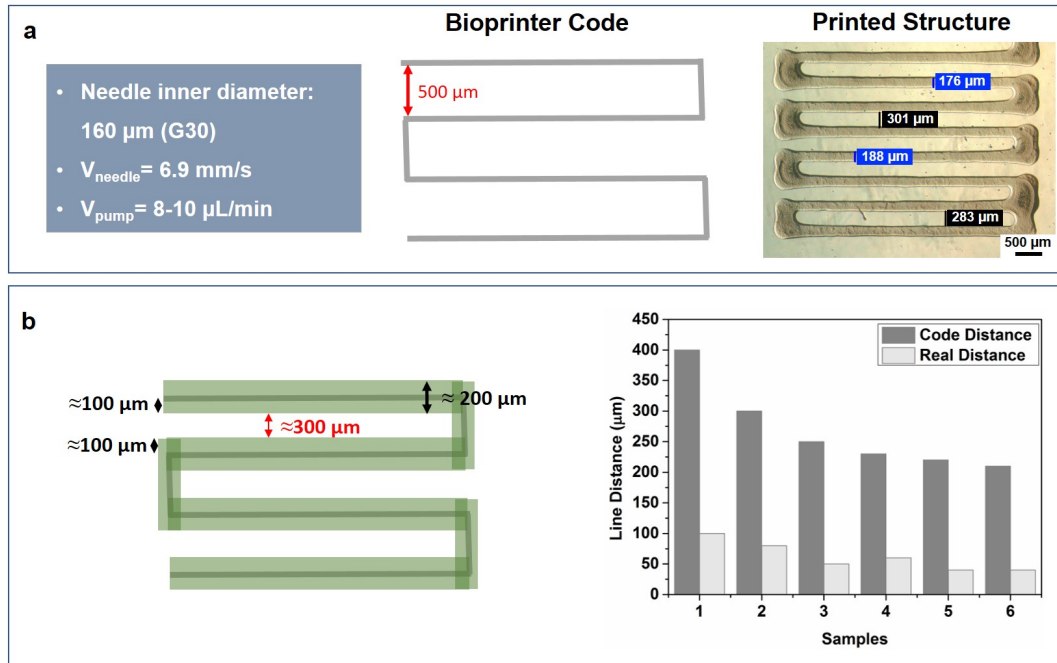 a
Bioprinter Code
Printed Structure
• Needle inner diameter:
160 µm (G30)
• Vneedle= 6.9 mm/s
• Vpump= 8-10 µL/min
500 µm
176 µm
301 µm
188 µm
283 µm
500 µm
b
≈100 µm
≈ 200 µm
≈300 µm
≈100 µm
Code Distance
Real Distance
Line Distance (µm)
450
400
350
300
250
200
150
100
50
0
1 2 3 4 5 6
Samples